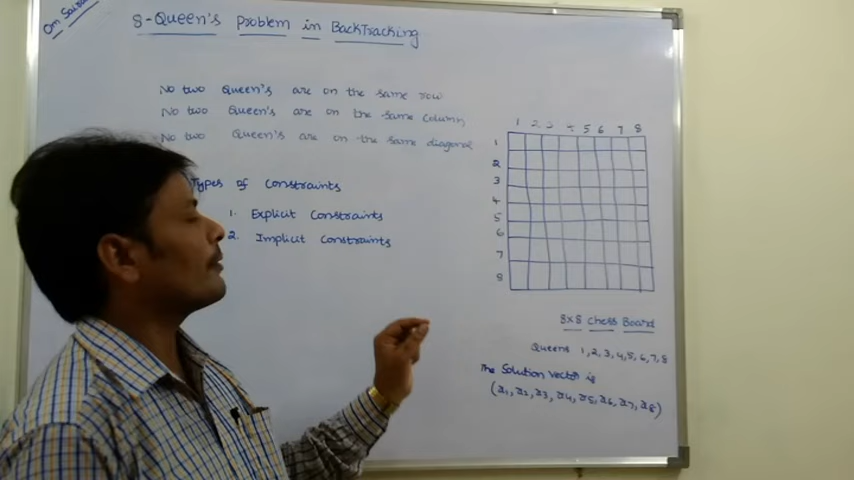 8-Queen's Problem in BackTracking
No two Queen's are on the same row
No two Queen's are on the same Column
No two Queen's are on the same diagonal
Types of Constraints
1. Explicit Constraints
2. Implicit Constraints
1 2 3 4 5 6 7 8
1
2
3
4
5
6
7
8
8x8 Chess Board
Queens 1,2,3,4,5,6,7,8
The Solution Vector is
(x1, x2, x3, x4, x5, x6, x7, x8)